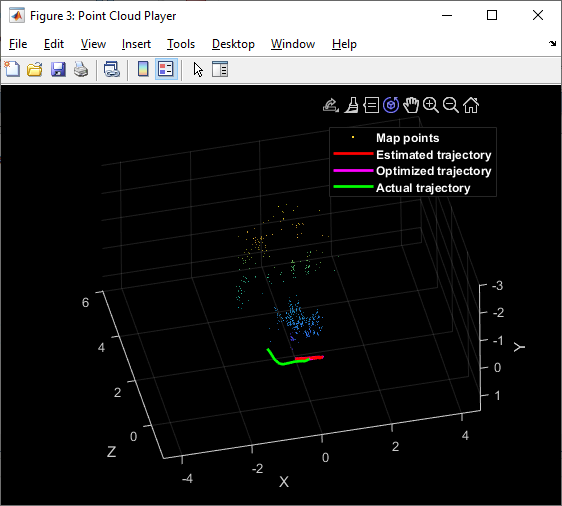 Figure 3: Point Cloud Player
File Edit View Insert Tools Desktop Window Help
Map points
Estimated trajectory
Optimized trajectory
Actual trajectory
6
4
2
0
Z
-4
-2
0
2
4
X
-3
-2
-1
0
1
Y